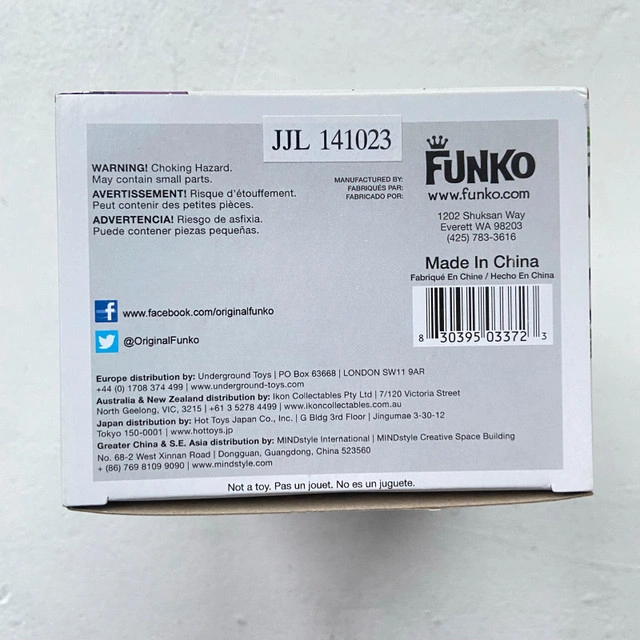 JJL 141023
WARNING! Choking Hazard.
May contain small parts.
AVERTISSEMENT! Risque d'étouffement.
Peut contenir des petites pièces.
ADVERTENCIA! Riesgo de asfixia.
Puede contener piezas pequeñas.
MANUFACTURED BY:
FABRIQUÉS PAR:
FABRICADO POR:
FUNKO
www.funko.com
1202 Shuksan Way
Everett WA 98203
(425) 783-3616
Made In China
Fabriqué En Chine / Hecho En China
8 30395 03372 3
f www.facebook.com/originalfunko
@OriginalFunko
Europe distribution by: Underground Toys | PO Box 63668 | LONDON SW11 9AR
+44 (0) 1708 374 499 | www.underground-toys.com
Australia & New Zealand distribution by: Ikon Collectables Pty Ltd | 7/120 Victoria Street
North Geelong, VIC, 3215 | +61 3 5278 4499 | www.ikoncollectables.com.au
Japan distribution by: Hot Toys Japan Co., Inc. | G Bldg 3rd Floor | Jingumae 3-30-12
Tokyo 150-0001 | www.hottoys.jp
Greater China & S.E. Asia distribution by: MINDstyle International | MINDstyle Creative Space Building
No. 68-2 West Xinnan Road | Dongguan, Guangdong, China 523560
+ (86) 769 8109 9090 | www.mindstyle.com
Not a toy. Pas un jouet. No es un juguete.